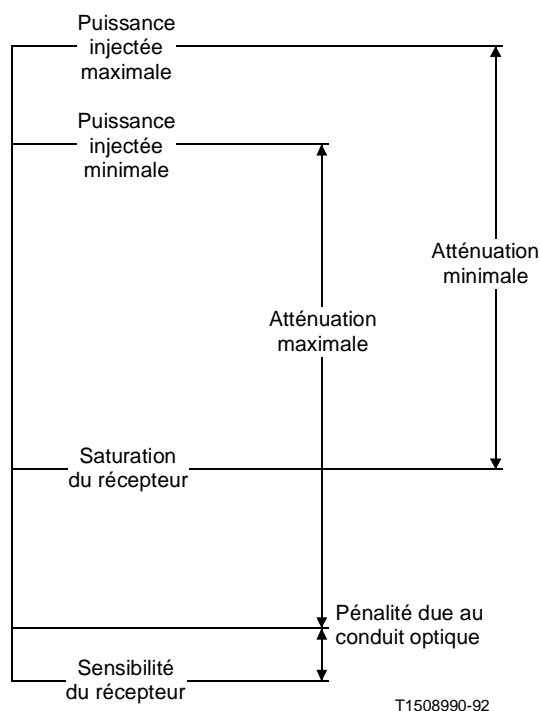 Puissance
injectée
maximale
Puissance
injectée
minimale
Atténuation
minimale
Atténuation
maximale
Saturation
du récepteur
Pénalité due au
conduit optique
Sensibilité
du récepteur
T1508990-92